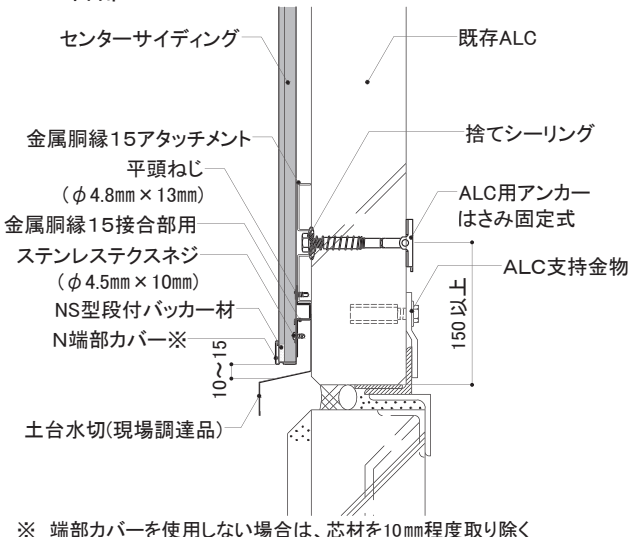 センターサイディング
既存ALC
金属胴縁15アタッチメント
捨てシーリング
平頭ねじ
(φ4.8mm×13mm)
ALC用アンカー
はさみ固定式
金属胴縁15接合部用
ステンレステクスネジ
(φ4.5mm×10mm)
ALC支持金物
NS型段付バッカー材
N端部カバー※
150以上
10～15
土台水切(現場調達品)
※ 端部カバーを使用しない場合は、芯材を10mm程度取り除く